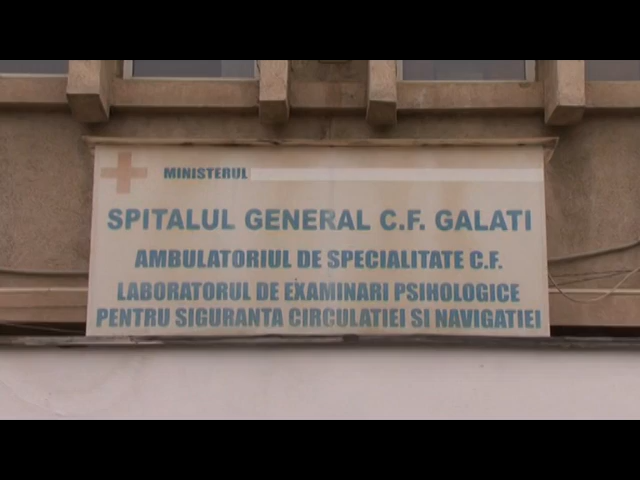 MINISTERUL
SPITALUL GENERAL C.F. GALATI
AMBULATORIUL DE SPECIALITATE C.F.
LABORATORUL DE EXAMINARI PSIHOLOGICE
PENTRU SIGURANTA CIRCULATIEI SI NAVIGATIEI